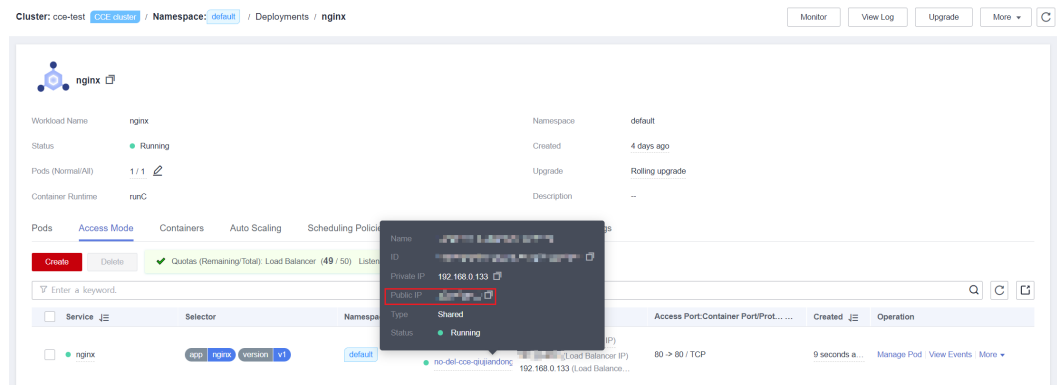 Cluster: cce-test CCE cluster / Namespace: default / Deployments / nginx
Monitor View Log Upgrade More
nginx
Workload Name nginx Namespace default
Status Running Created 4 days ago
Pods (Normal/All) 1 / 1 Upgrade Rolling upgrade
Container Runtime runC Description --
Pods Access Mode Containers Auto Scaling Scheduling
Create Delete Quotas (Remaining/Total): Load Balancer (49 / 50)
Name
ID
Private IP 192.168.0.133
Public IP
Type Shared
Status Running
Enter a keyword.
Service Selector Access Port:Container Port/Prot... ... Created Operation
nginx app nginx version v1 default no-del-cce-qiujiandong IP) (Load Balancer IP) 192.168.0.133 (Load Balance... 80 -> 80 / TCP 9 seconds a... Manage Pod View Events More